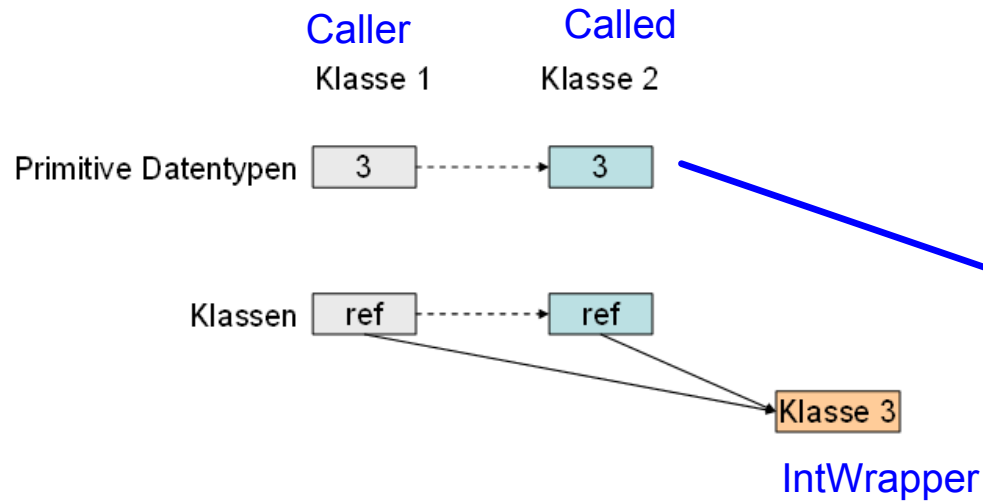 Caller Called
Klasse 1 Klasse 2
Primitive Datentypen 3 3
Klassen ref ref
Klasse 3
IntWrapper